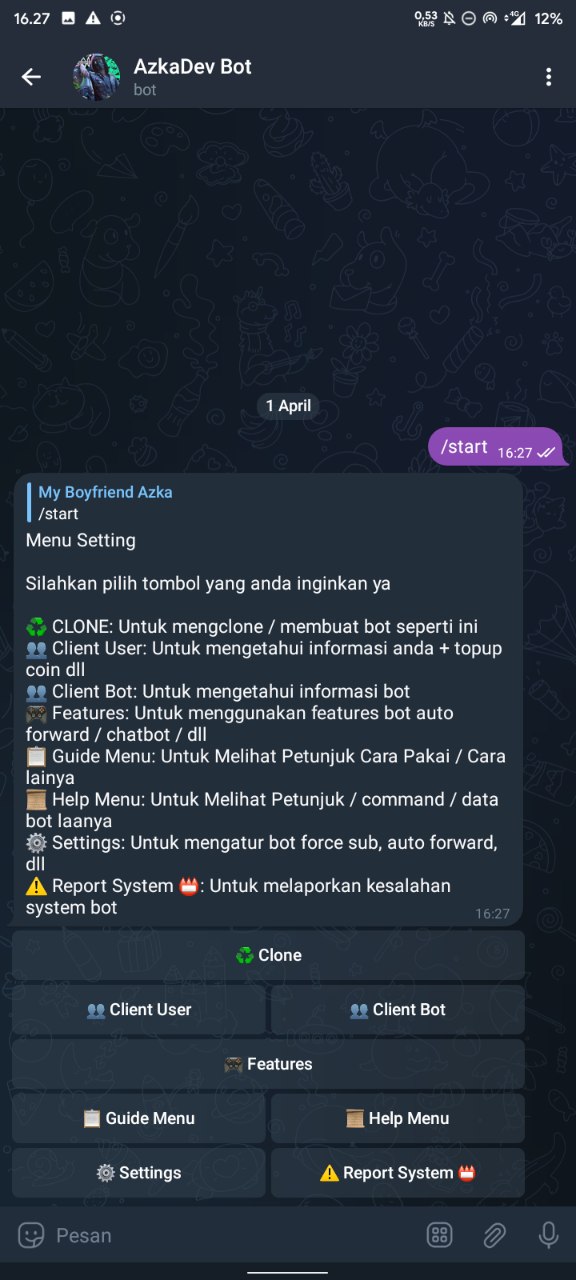 16.27
0,53 KB/S 4G 12%
AzkaDev Bot
bot
1 April
/start 16:27
My Boyfriend Azka
/start
Menu Setting
Silahkan pilih tombol yang anda inginkan ya
♻️ CLONE: Untuk mengclone / membuat bot seperti ini
👥 Client User: Untuk mengetahui informasi anda + topup
coin dll
👥 Client Bot: Untuk mengetahui informasi bot
🎮 Features: Untuk menggunakan features bot auto
forward / chatbot / dll
📋 Guide Menu: Untuk Melihat Petunjuk Cara Pakai / Cara
lainya
📜 Help Menu: Untuk Melihat Petunjuk / command / data
bot laanya
⚙️ Settings: Untuk mengatur bot force sub, auto forward,
dll
⚠️ Report System 📛: Untuk melaporkan kesalahan
system bot
16:27
♻️ Clone
👥 Client User
👥 Client Bot
🎮 Features
📋 Guide Menu
📜 Help Menu
⚙️ Settings
⚠️ Report System 📛
Pesan